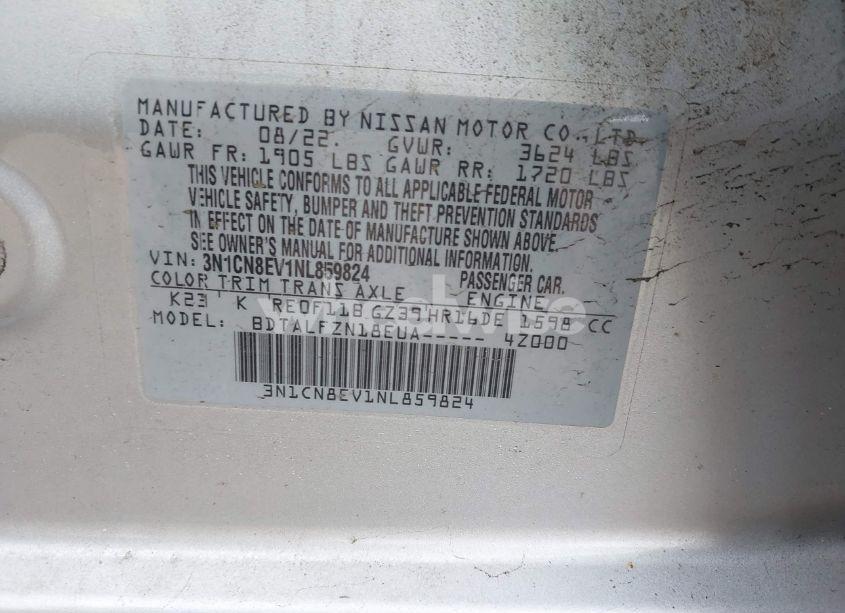 MANUFACTURED BY NISSAN MOTOR CO., LTD.
DATE: 08/22. GVWR: 3624 LBS
GAWR FR: 1905 LBS GAWR RR: 1720 LBS
THIS VEHICLE CONFORMS TO ALL APPLICABLE FEDERAL MOTOR
VEHICLE SAFETY, BUMPER AND THEFT PREVENTION STANDARDS
IN EFFECT ON THE DATE OF MANUFACTURE SHOWN ABOVE.
SEE OWNER'S MANUAL FOR ADDITIONAL INFORMATION.
VIN: 3N1CN8EV1NL859824 PASSENGER CAR.
COLOR TRIM TRANS AXLE ENGINE
K23 K RE0F11B GZ39 HR16DE 1598 CC
MODEL: BDTALFZN18EUA----- 4Z000
3N1CN8EV1NL859824